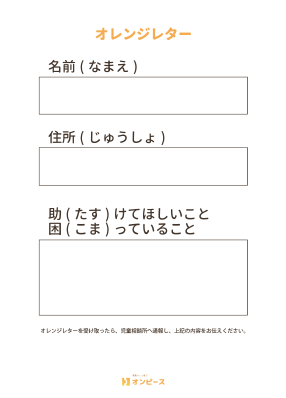 オレンジレター
名前 ( なまえ )
住所 ( じゅうしょ )
助 ( たす ) けてほしいこと
困 ( こま ) っていること
オレンジレターを受け取ったら、児童相談所へ通報し、上記の内容をお伝えください。
オンピース